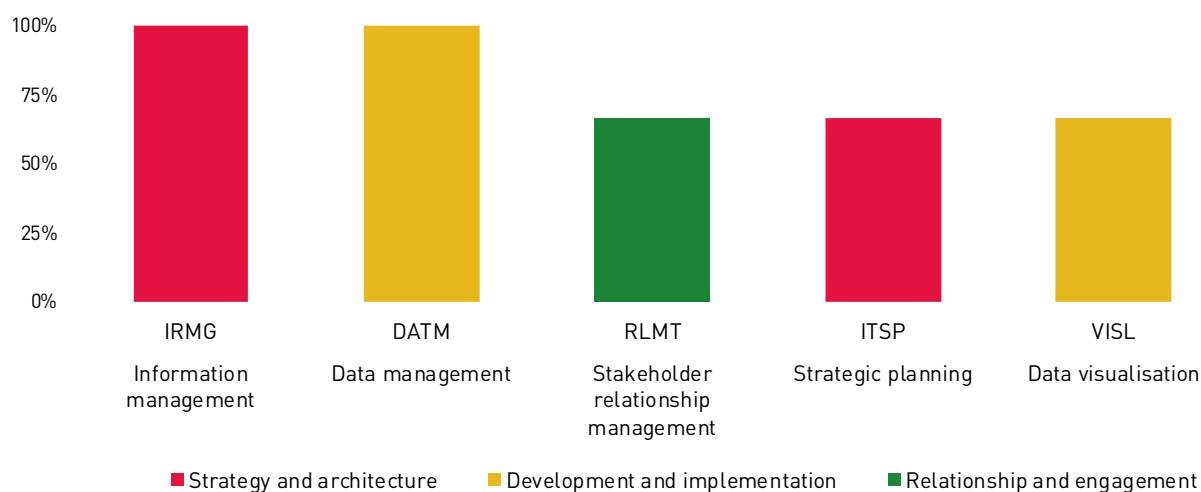 100%
75%
50%
25%
0%
IRMG
DATM
RLMT
ITSP
VISL
Information
management
Data management
Stakeholder
relationship
management
Strategic planning
Data visualisation
Strategy and architecture
Development and implementation
Relationship and engagement